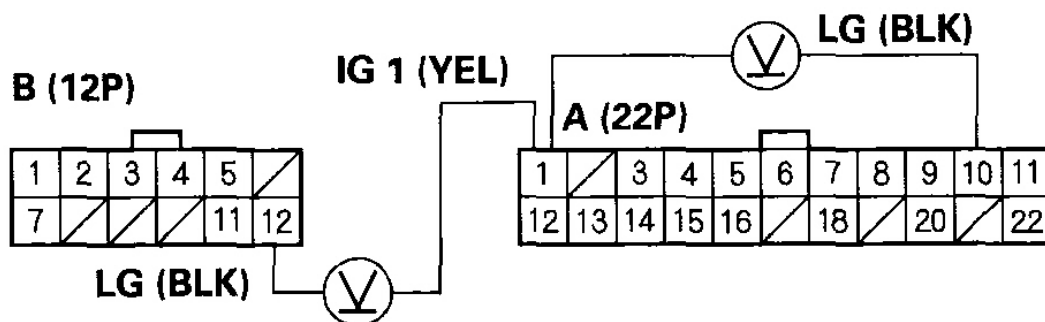 LG (BLK)
IG 1 (YEL)
B (12P)
A (22P)
1 2 3 4 5
7 11 12
1 3 4 5 6 7 8 9 10 11
12 13 14 15 16 18 20 22
LG (BLK)
V
V